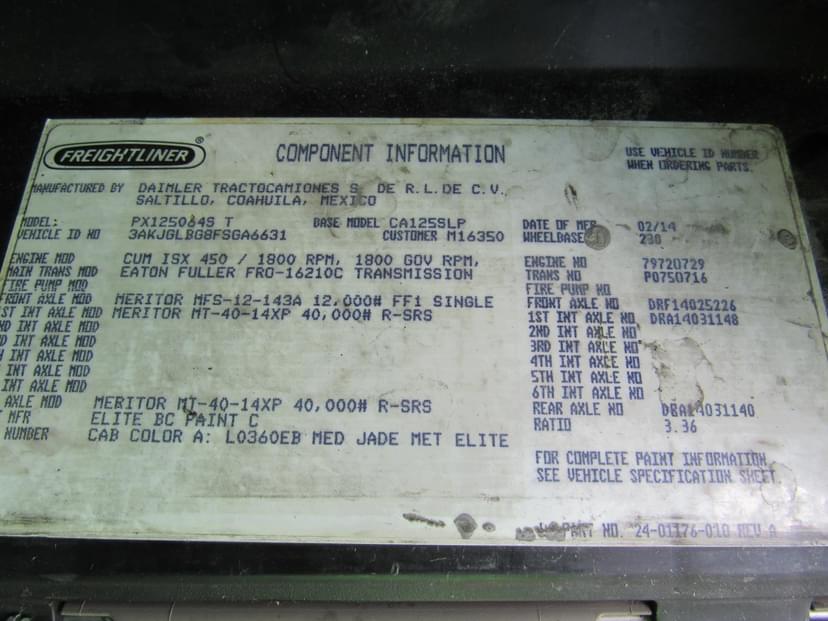 FREIGHTLINER®
COMPONENT INFORMATION
USE VEHICLE ID NUMBER
WHEN ORDERING PARTS.
MANUFACTURED BY DAIMLER TRACTOCAMIONES S. DE R.L.DE C.V.,
SALTILLO, COAHUILA, MEXICO
MODEL: PX125064S T BASE MODEL CA125SLP DATE OF MFR 02/14
VEHICLE ID NO 3AKJGLBG8FSGA6631 CUSTOMER M16350 WHEELBASE 230
ENGINE MOD CUM ISX 450 / 1800 RPM, 1800 GOV RPM, ENGINE NO 79720729
MAIN TRANS MOD EATON FULLER FRO-16210C TRANSMISSION TRANS NO P0750716
FIRE PUMP MOD FIRE PUMP NO
FRONT AXLE MOD MERITOR MFS-12-143A 12,000# FF1 SINGLE FRONT AXLE NO DRF14025226
1ST INT AXLE MOD MERITOR MT-40-14XP 40,000# R-SRS 1ST INT AXLE NO DRA14031148
ND INT AXLE MOD 2ND INT AXLE NO
RD INT AXLE MOD 3RD INT AXLE NO
H INT AXLE MOD 4TH INT AXLE NO
INT AXLE MOD 5TH INT AXLE NO
INT AXLE MOD 6TH INT AXLE NO
AXLE MOD MERITOR MT-40-14XP 40,000# R-SRS REAR AXLE NO DRA14031140
MFR ELITE BC PAINT C RATIO 3.36
NUMBER CAB COLOR A: L0360EB MED JADE MET ELITE
FOR COMPLETE PAINT INFORMATION
SEE VEHICLE SPECIFICATION SHEET.
PART NO. 24-01176-010 REV A